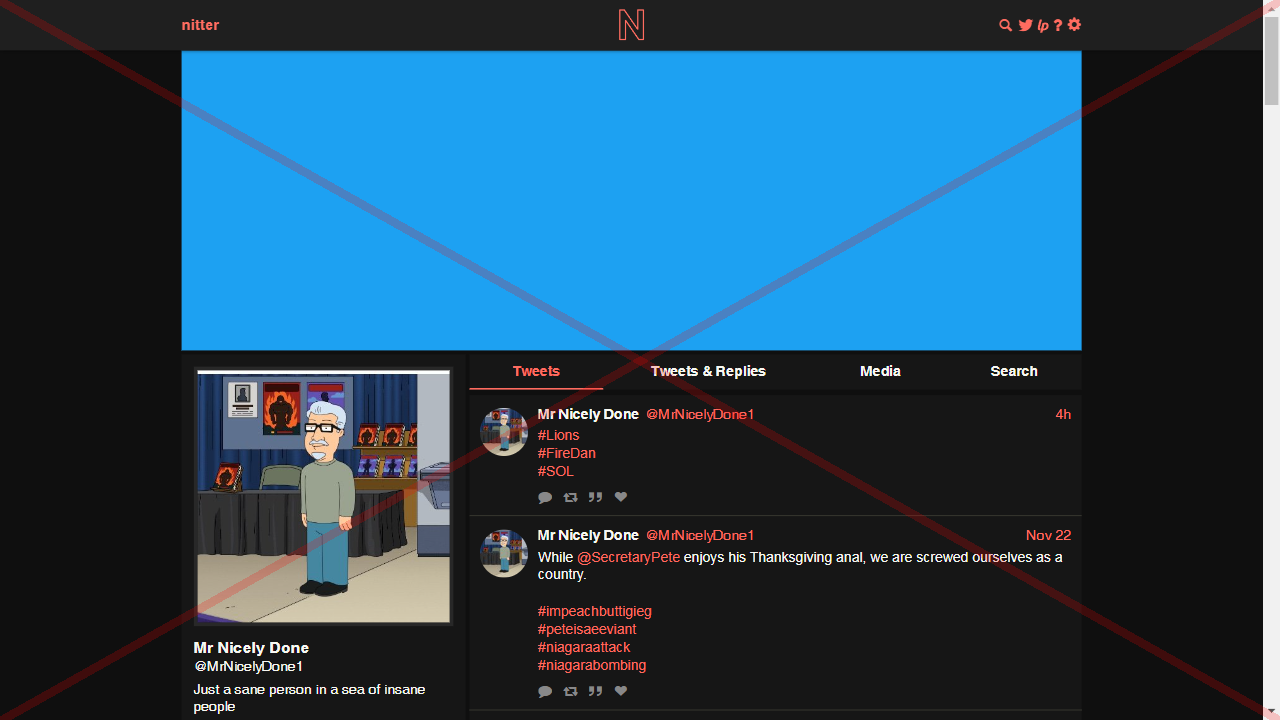 nitter
N
lp ?
Tweets
Tweets & Replies
Media
Search
Mr Nicely Done @MrNicelyDone1 4h
#Lions
#FireDan
#SOL
Mr Nicely Done @MrNicelyDone1 Nov 22
While @SecretaryPete enjoys his Thanksgiving anal, we are screwed ourselves as a
country.
#impeachbuttigieg
#peteisaeeviant
#niagaraattack
#niagarabombing
Mr Nicely Done
@MrNicelyDone1
Just a sane person in a sea of insane
people